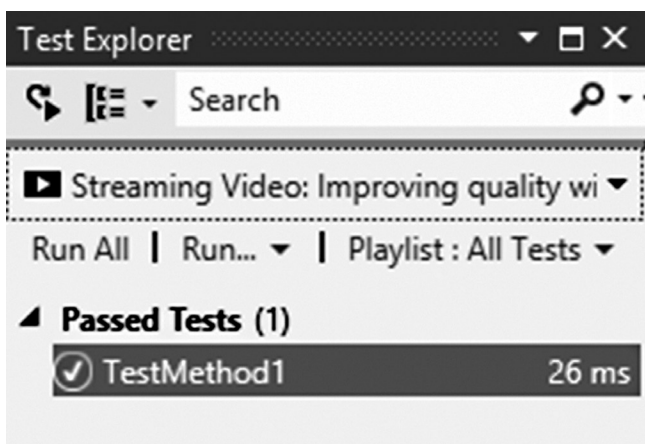 Test Explorer
Search
Streaming Video: Improving quality wi
Run All | Run... | Playlist : All Tests
Passed Tests (1)
TestMethod1 26 ms